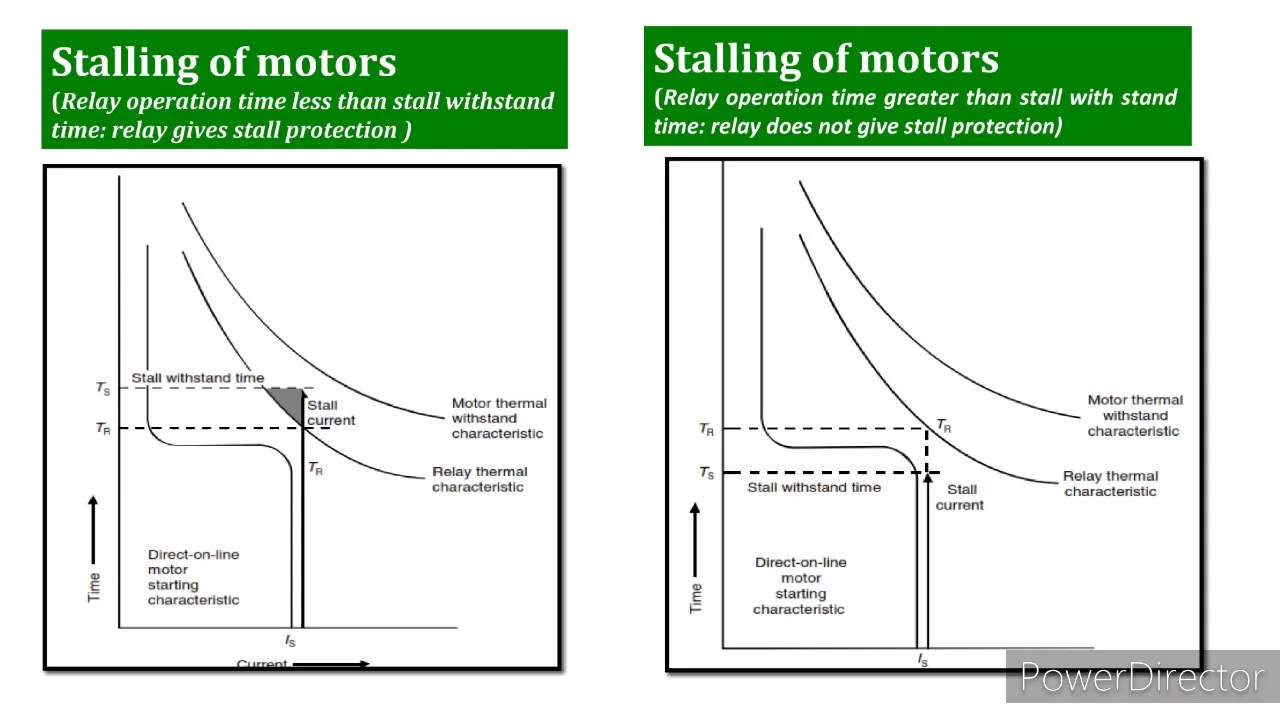 Stalling of motors
(Relay operation time less than stall withstand
time: relay gives stall protection )
Stall withstand time
TS
TR
Stall
current
TR
Motor thermal
withstand
characteristic
Relay thermal
characteristic
Direct-on-line
motor
starting
characteristic
Time
IS
Current
Stalling of motors
(Relay operation time greater than stall with stand
time: relay does not give stall protection)
Motor thermal
withstand
characteristic
TR
TR
TS
Relay thermal
characteristic
Stall withstand time
Stall
current
Direct-on-line
motor
starting
characteristic
Time
IS
PowerDirector